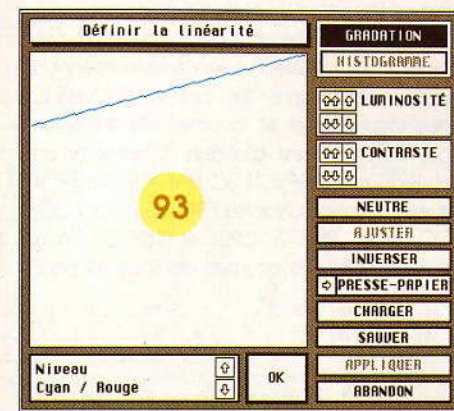 Définir la linéarité
93
Niveau
Cyan / Rouge
OK
GRADATION
HISTOGRAMME
LUMINOSITÉ
CONTRASTE
NEUTRE
AJUSTER
INVERSER
PRESSE-PAPIER
CHARGER
SAUVER
APPLIQUER
ABANDON